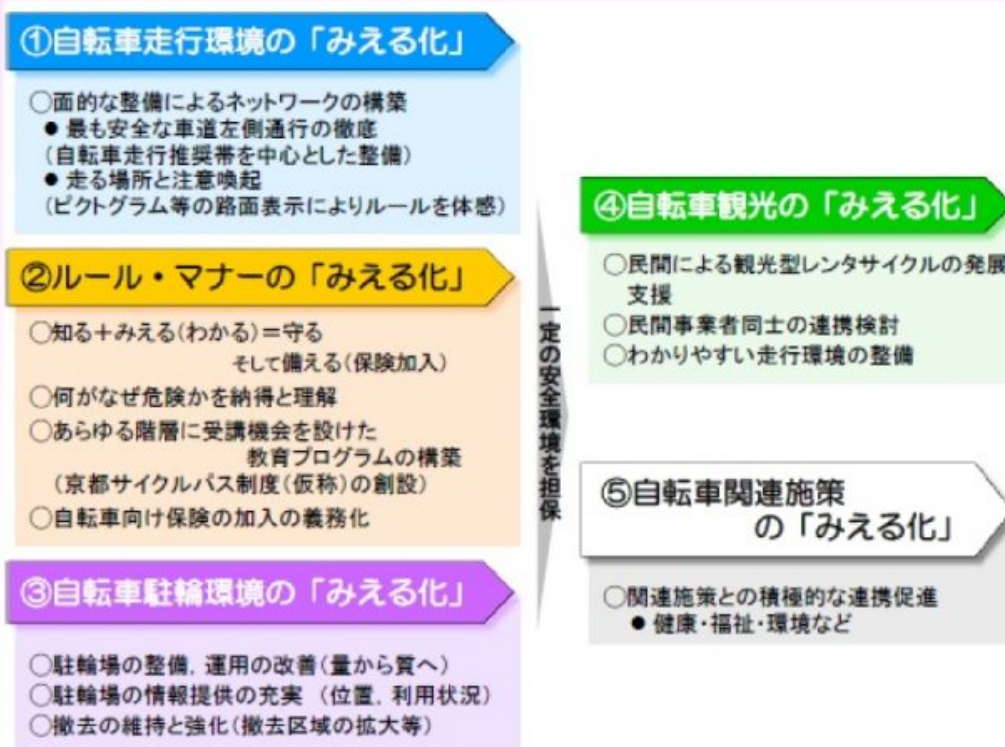 ①自転車走行環境の「みえる化」
○面的な整備によるネットワークの構築
● 最も安全な車道左側通行の徹底
(自転車走行推奨帯を中心とした整備)
● 走る場所と注意喚起
(ピクトグラム等の路面表示によりルールを体感)
②ルール・マナーの「みえる化」
○知る＋みえる(わかる)＝守る
そして備える(保険加入)
○何がなぜ危険かを納得と理解
○あらゆる階層に受講機会を設けた
教育プログラムの構築
(京都サイクルパス制度(仮称)の創設)
○自転車向け保険の加入の義務化
③自転車駐輪環境の「みえる化」
○駐輪場の整備, 運用の改善(量から質へ)
○駐輪場の情報提供の充実 (位置, 利用状況)
○撤去の維持と強化(撤去区域の拡大等)
一定の安全環境を担保
④自転車観光の「みえる化」
○民間による観光型レンタサイクルの発展
支援
○民間事業者同士の連携検討
○わかりやすい走行環境の整備
⑤自転車関連施策
の「みえる化」
○関連施策との積極的な連携促進
● 健康・福祉・環境など